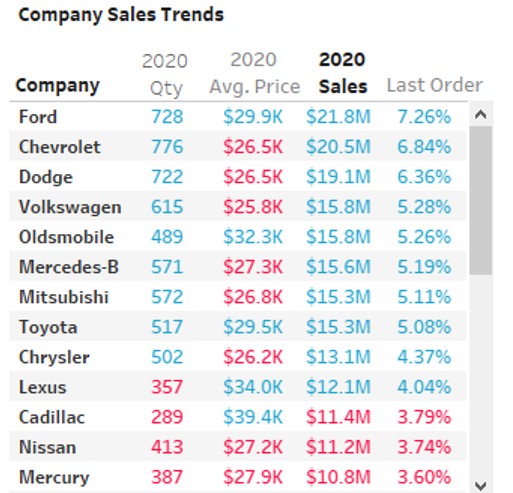 Company Sales Trends
2020 2020 2020
Company Qty Avg. Price Sales Last Order
Ford 728 $29.9K $21.8M 7.26%
Chevrolet 776 $26.5K $20.5M 6.84%
Dodge 722 $26.5K $19.1M 6.36%
Volkswagen 615 $25.8K $15.8M 5.28%
Oldsmobile 489 $32.3K $15.8M 5.26%
Mercedes-B 571 $27.3K $15.6M 5.19%
Mitsubishi 572 $26.8K $15.3M 5.11%
Toyota 517 $29.5K $15.3M 5.08%
Chrysler 502 $26.2K $13.1M 4.37%
Lexus 357 $34.0K $12.1M 4.04%
Cadillac 289 $39.4K $11.4M 3.79%
Nissan 413 $27.2K $11.2M 3.74%
Mercury 387 $27.9K $10.8M 3.60%